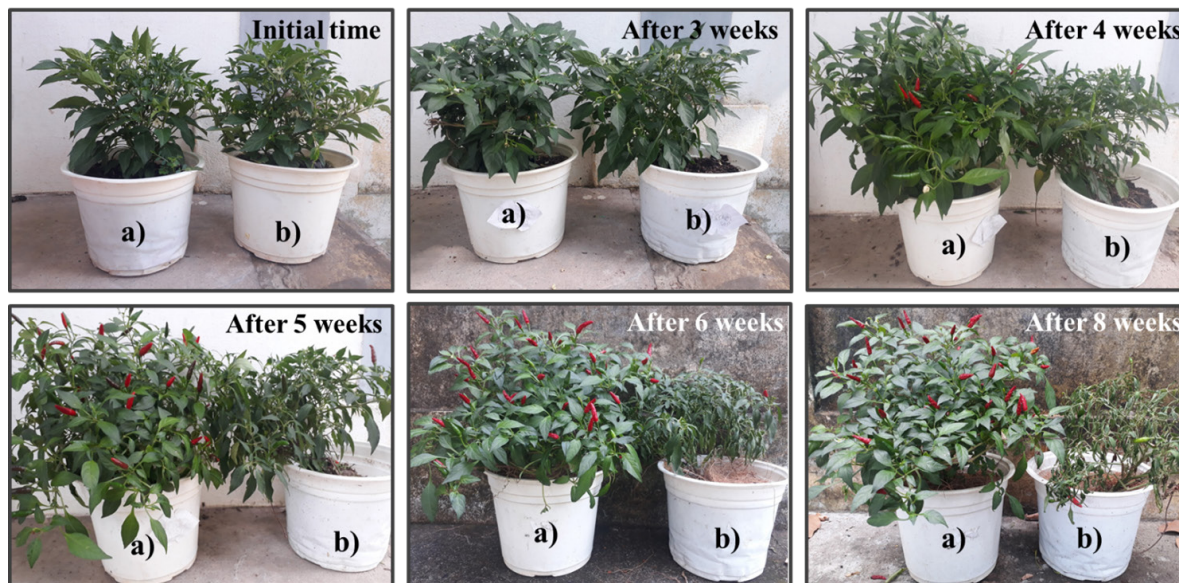 Initial time
a)
b)
After 3 weeks
a)
b)
After 4 weeks
a)
b)
After 5 weeks
a)
b)
After 6 weeks
a)
b)
After 8 weeks
a)
b)